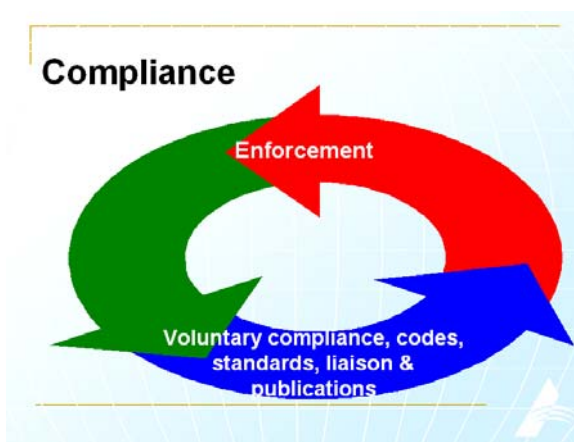 Compliance
Enforcement
Voluntary compliance, codes,
standards, liaison &
publications